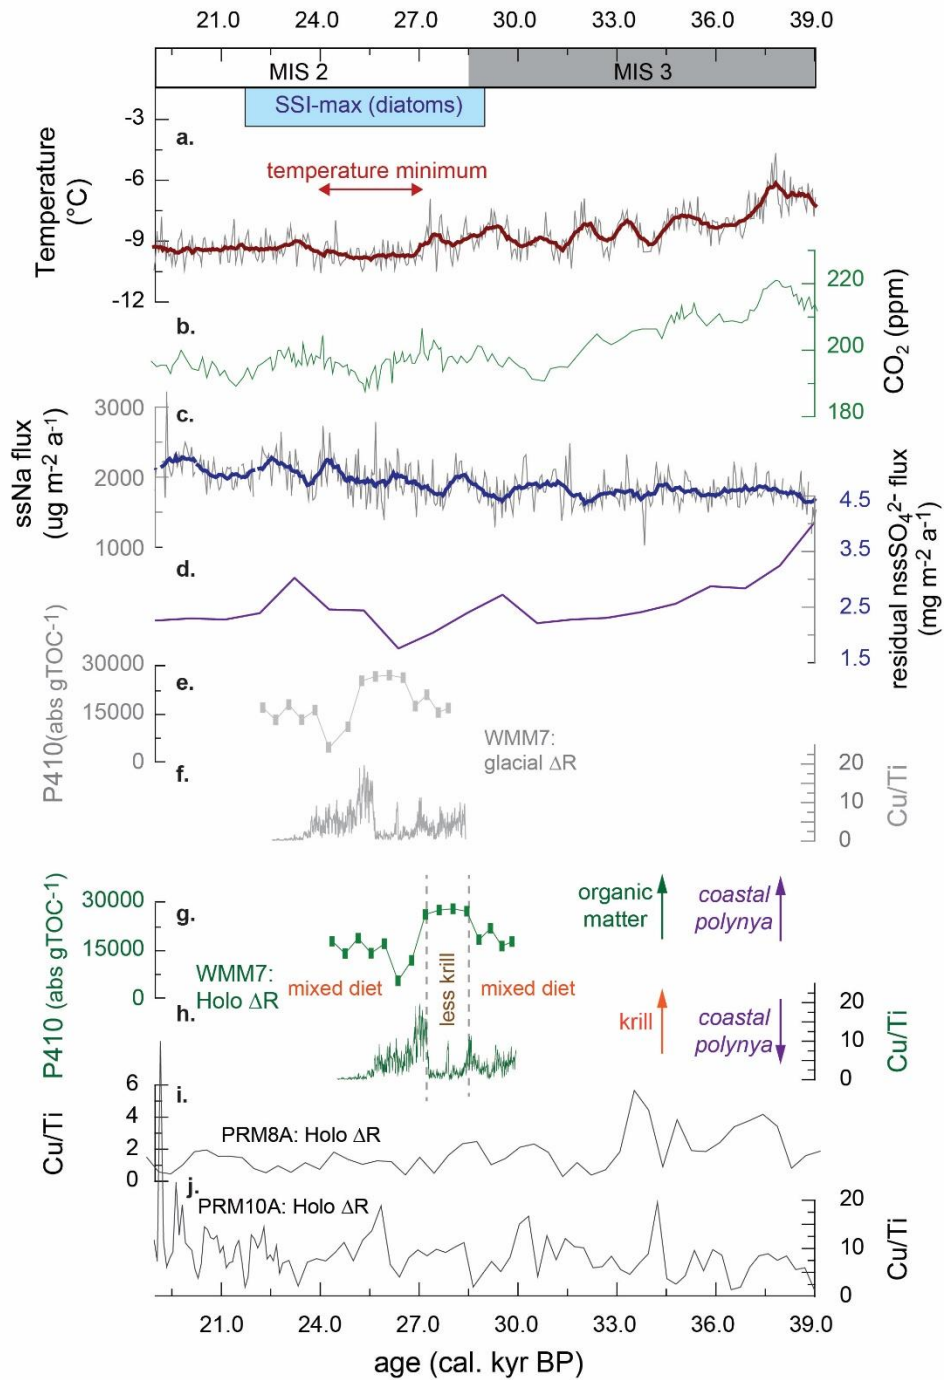 21.0 24.0 27.0 30.0 33.0 36.0 39.0
MIS 2 MIS 3
SSI-max (diatoms)
a.
temperature minimum
Temperature
(°C)
-3
-6
-9
-12
b.
CO₂ (ppm)
220
200
180
c.
ssNa flux
(ug m-2 a-1)
3000
2000
1000
d.
residual nssSO₄²⁻ flux
(mg m-2 a-1)
4.5
3.5
2.5
1.5
e.
P410(abs gTOC⁻¹)
30000
15000
0
WMM7:
glacial ΔR
f.
Cu/Ti
20
10
0
g.
P410 (abs gTOC⁻¹)
30000
15000
0
WMM7:
Holo ΔR
mixed diet
less krill
mixed diet
organic
matter
coastal
polynya
h.
krill
coastal
polynya
Cu/Ti
20
10
0
i.
Cu/Ti
6
4
2
0
PRM8A: Holo ΔR
j.
PRM10A: Holo ΔR
Cu/Ti
20
10
0
21.0 24.0 27.0 30.0 33.0 36.0 39.0
age (cal. kyr BP)